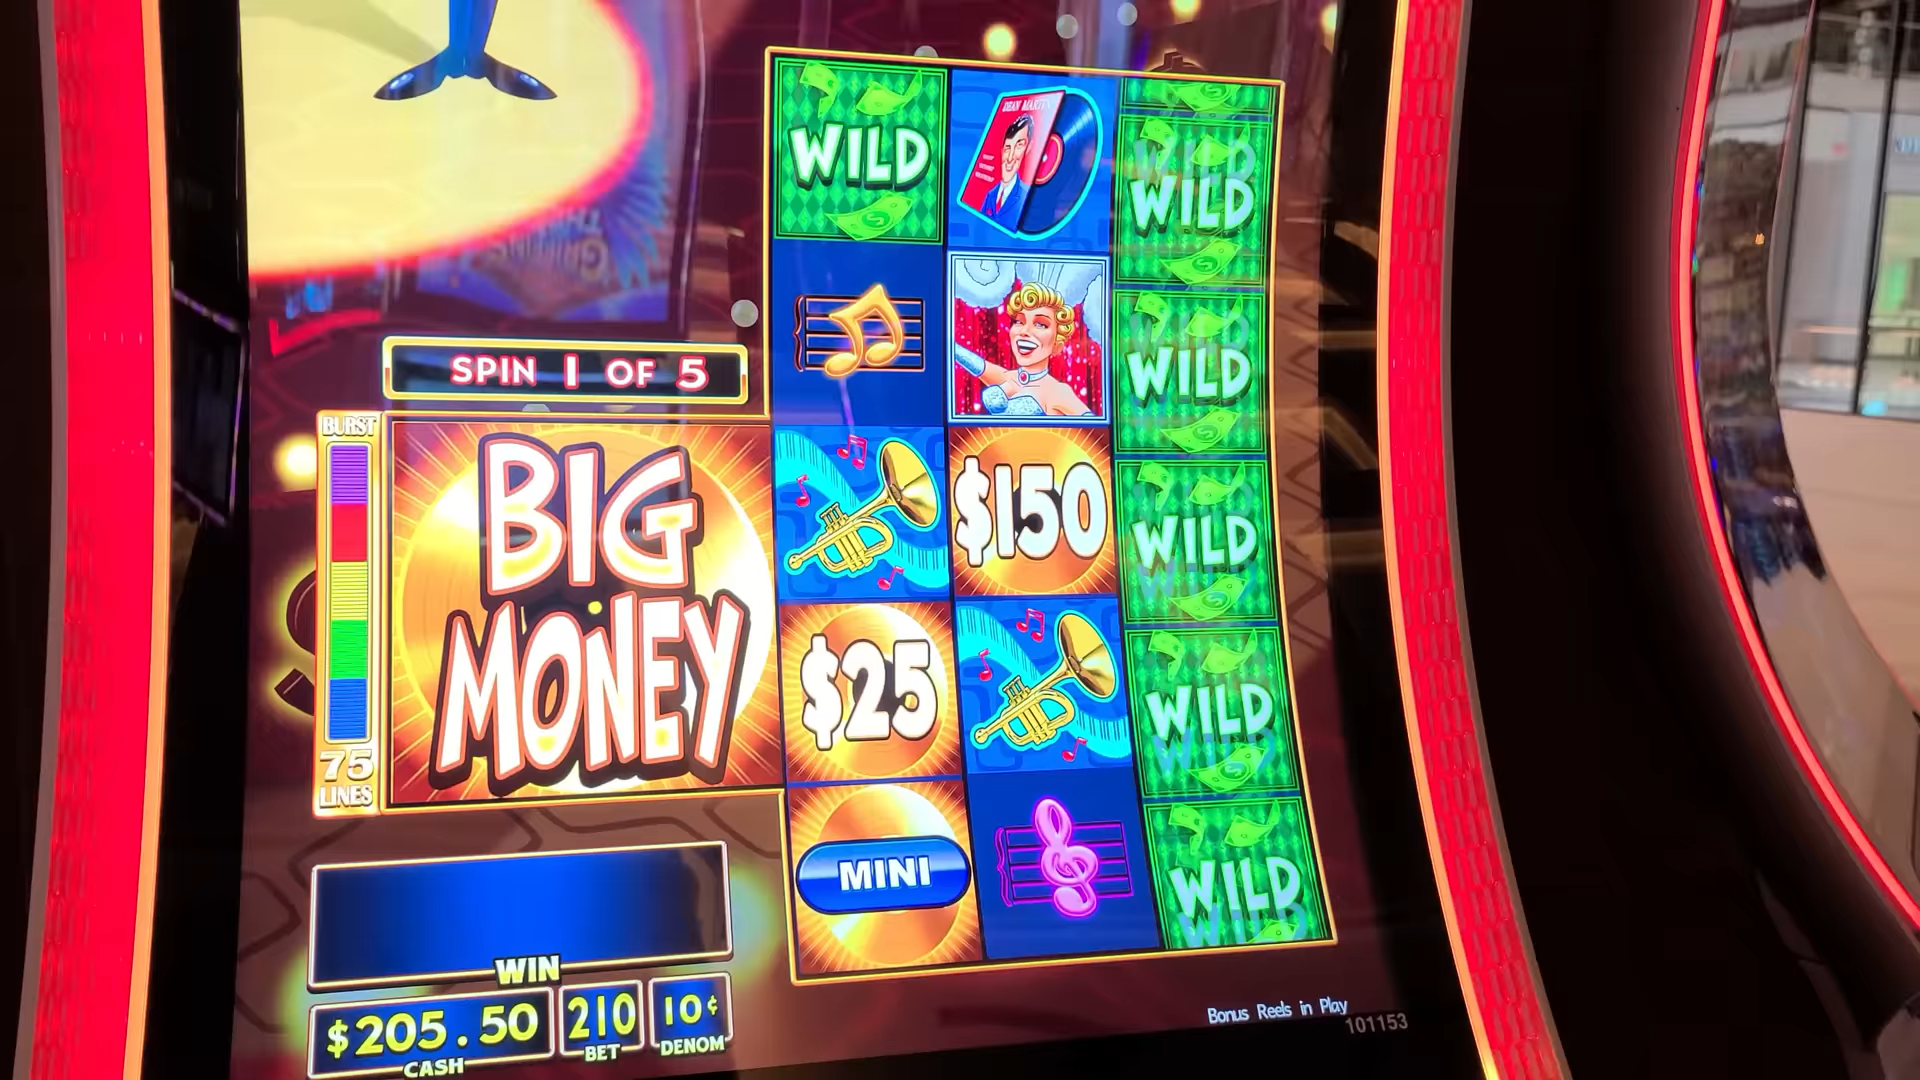 WILD
DEAN MARTIN
WILD
WILD
SPIN 1 OF 5
BURST
BIG
MONEY
$150
WILD
$25
WILD
75
LINES
MINI
WILD
WIN
$205.50
CASH
210
BET
10¢
DENOM
Bonus Reels in Play
101153